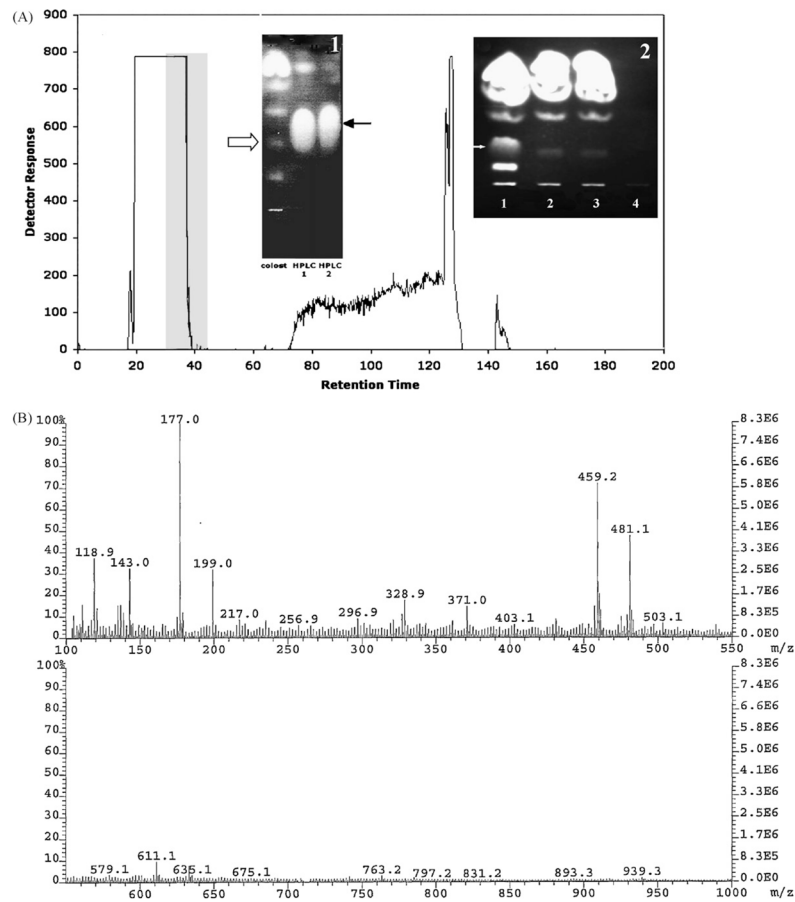 (A)
900
800
700
600
500
400
300
200
100
0
Detector Response
0 20 40 60 80 100 120 140 160 180 200
Retention Time
1
colost HPLC HPLC
1 2
2
1 2 3 4
(B)
100%
90
80
70
60
50
40
30
20
10
0
177.0
459.2
481.1
118.9
143.0
199.0
217.0
256.9
296.9
328.9
371.0
403.1
503.1
8.3E6
7.4E6
6.6E6
5.8E6
5.0E6
4.1E6
3.3E6
2.5E6
1.7E6
8.3E5
0.0E0
100 150 200 250 300 350 400 450 500 550
m/z
100%
90
80
70
60
50
40
30
20
10
0
579.1
611.1
635.1
675.1
763.2
797.2
831.2
893.3
939.3
8.3E6
7.4E6
6.6E6
5.8E6
5.0E6
4.1E6
3.3E6
2.5E6
1.7E6
8.3E5
0.0E0
600 650 700 750 800 850 900 950 1000
m/z